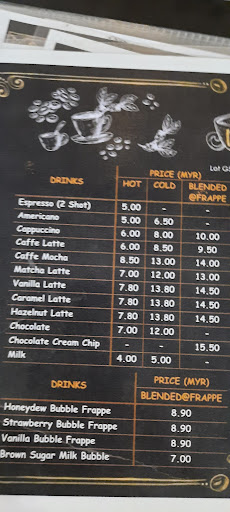 Lot G
PRICE (MYR)
DRINKS HOT COLD BLENDED @FRAPPE
Espresso (2 Shot) 5.00 - -
Americano 5.00 6.50 -
Cappuccino 6.00 8.00 10.00
Caffe Latte 6.00 8.50 9.50
Caffe Mocha 8.50 13.00 14.00
Matcha Latte 7.00 12.00 13.00
Vanilla Latte 7.80 13.80 14.50
Caramel Latte 7.80 13.80 14.50
Hazelnut Latte 7.80 13.80 14.50
Chocolate 7.00 12.00 -
Chocolate Cream Chip - - 15.50
Milk 4.00 5.00 -
DRINKS PRICE (MYR)
BLENDED@FRAPPE
Honeydew Bubble Frappe 8.90
Strawberry Bubble Frappe 8.90
Vanilla Bubble Frappe 8.90
Brown Sugar Milk Bubble 7.00